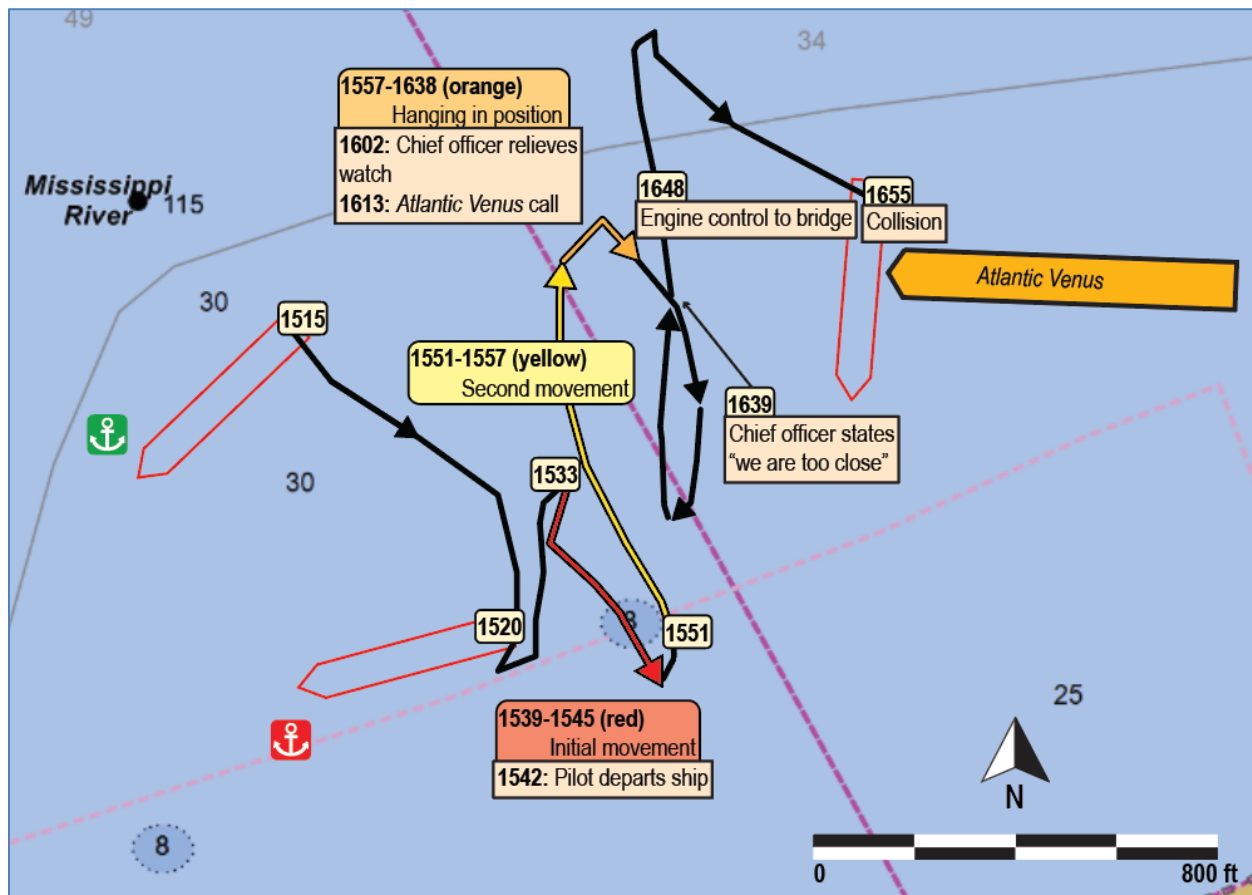 49
34
1557-1638 (orange)
Hanging in position
1602: Chief officer relieves
watch
1613: Atlantic Venus call
Mississippi
River
115
1648
Engine control to bridge
1655
Collision
Atlantic Venus
30
1515
1551-1557 (yellow)
Second movement
1639
Chief officer states
"we are too close"
30
1533
1520
8
1551
25
1539-1545 (red)
Initial movement
1542: Pilot departs ship
N
8
0
800 ft